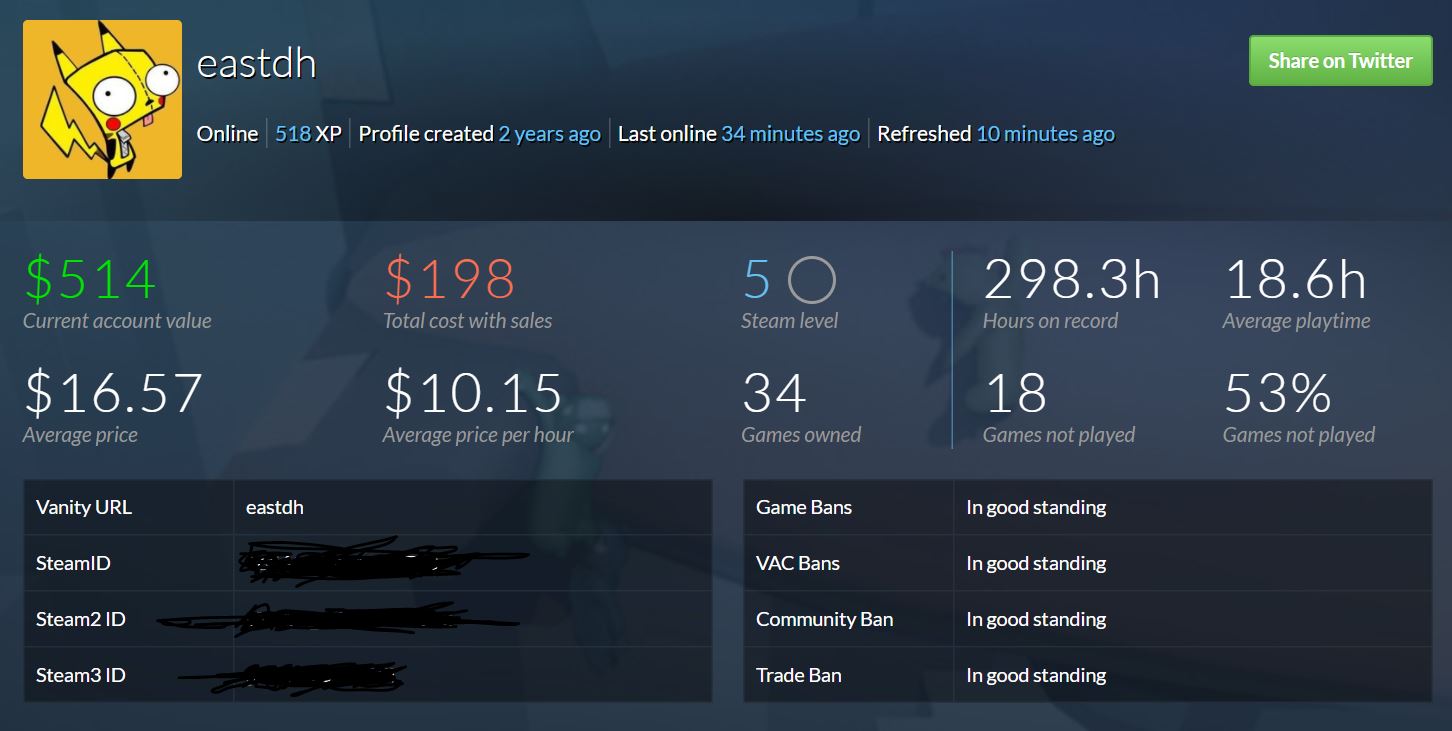 eastdh
Share on Twitter
Online 518 XP Profile created 2 years ago Last online 34 minutes ago Refreshed 10 minutes ago
$514 $198 5 298.3h 18.6h
Current account value Total cost with sales Steam level Hours on record Average playtime
$16.57 $10.15 34 18 53%
Average price Average price per hour Games owned Games not played Games not played
Vanity URL eastdh Game Bans In good standing
SteamID VAC Bans In good standing
Steam2 ID Community Ban In good standing
Steam3 ID Trade Ban In good standing